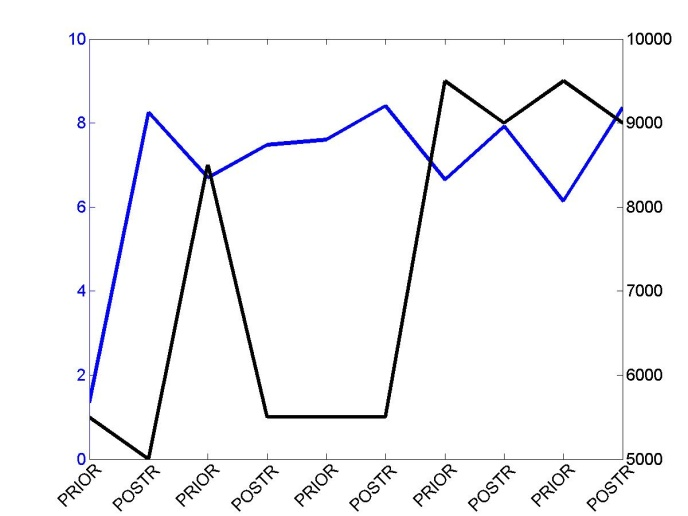 10
8
6
4
2
0
10000
9000
8000
7000
6000
5000
PRIOR
POSTR
PRIOR
POSTR
PRIOR
POSTR
PRIOR
POSTR
PRIOR
POSTR